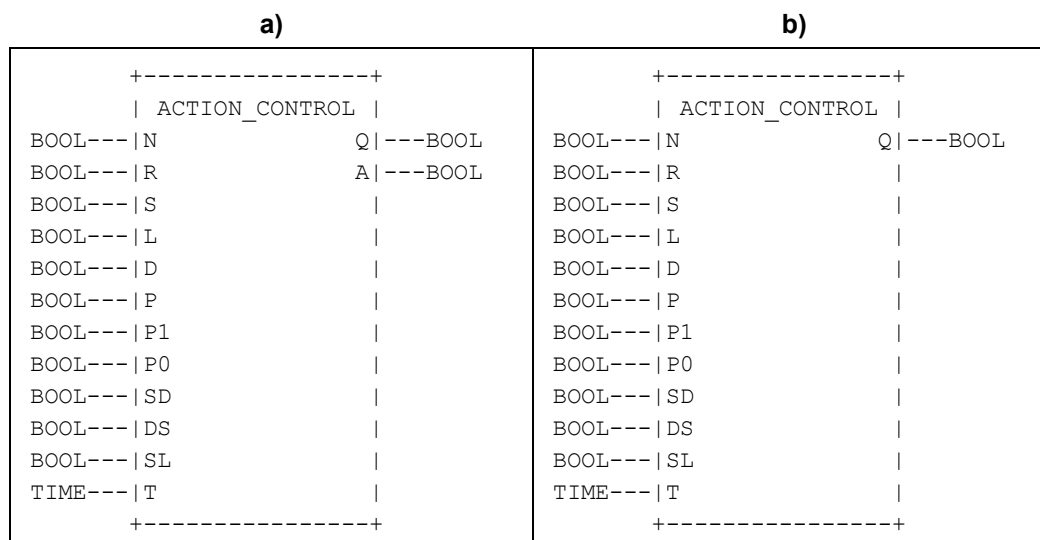 a) b)
+----------------+ +----------------+
| ACTION_CONTROL | | ACTION_CONTROL |
BOOL---|N Q|---BOOL BOOL---|N Q|---BOOL
BOOL---|R A|---BOOL BOOL---|R |
BOOL---|S | BOOL---|S |
BOOL---|L | BOOL---|L |
BOOL---|D | BOOL---|D |
BOOL---|P | BOOL---|P |
BOOL---|P1 | BOOL---|P1 |
BOOL---|P0 | BOOL---|P0 |
BOOL---|SD | BOOL---|SD |
BOOL---|DS | BOOL---|DS |
BOOL---|SL | BOOL---|SL |
TIME---|T | TIME---|T |
+----------------+ +----------------+